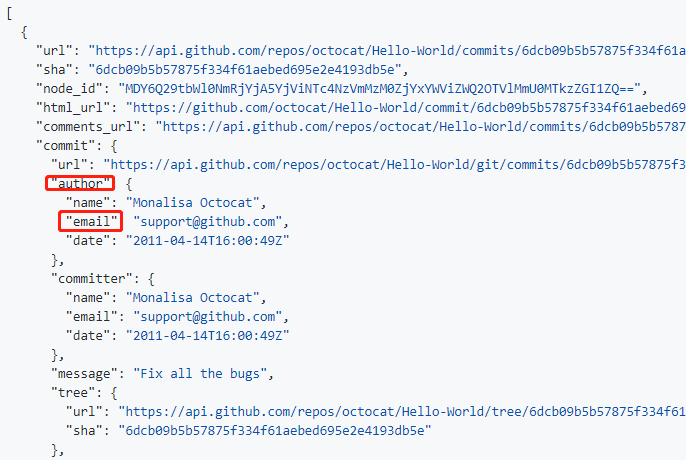 [
{
"url": "https://api.github.com/repos/octocat/Hello-World/commits/6dcb09b5b57875f334f61a
"sha": "6dcb09b5b57875f334f61aebed695e2e4193db5e",
"node_id": "MDY6Q29tbWl0NmRjYjA5YjViNTc4NzVmMzM0ZjYxYWViZWQ2OTVlMmU0MTkzZGI1ZQ==",
"html_url": "https://github.com/octocat/Hello-World/commit/6dcb09b5b57875f334f61aebed69
"comments_url": "https://api.github.com/repos/octocat/Hello-World/commits/6dcb09b5b5787
"commit": {
"url": "https://api.github.com/repos/octocat/Hello-World/git/commits/6dcb09b5b57875f3
"author" {
"name": "Monalisa Octocat",
"email" "support@github.com",
"date": "2011-04-14T16:00:49Z"
},
"committer": {
"name": "Monalisa Octocat",
"email": "support@github.com",
"date": "2011-04-14T16:00:49Z"
},
"message": "Fix all the bugs",
"tree": {
"url": "https://api.github.com/repos/octocat/Hello-World/tree/6dcb09b5b57875f334f61
"sha": "6dcb09b5b57875f334f61aebed695e2e4193db5e"
},